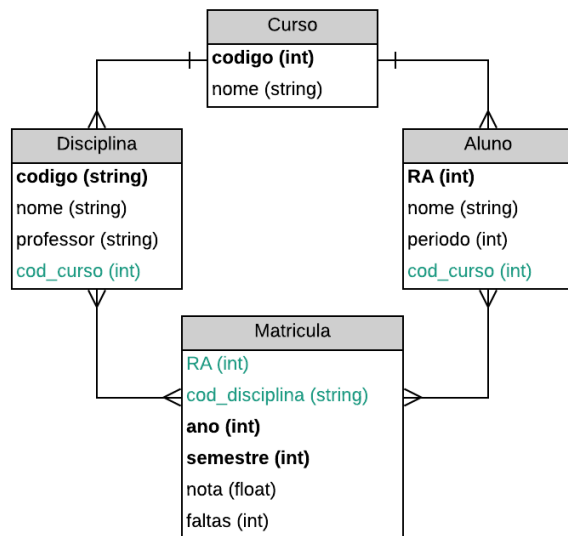 Curso
codigo (int)
nome (string)
Disciplina
codigo (string)
nome (string)
professor (string)
cod_curso (int)
Aluno
RA (int)
nome (string)
periodo (int)
cod_curso (int)
Matricula
RA (int)
cod_disciplina (string)
ano (int)
semestre (int)
nota (float)
faltas (int)